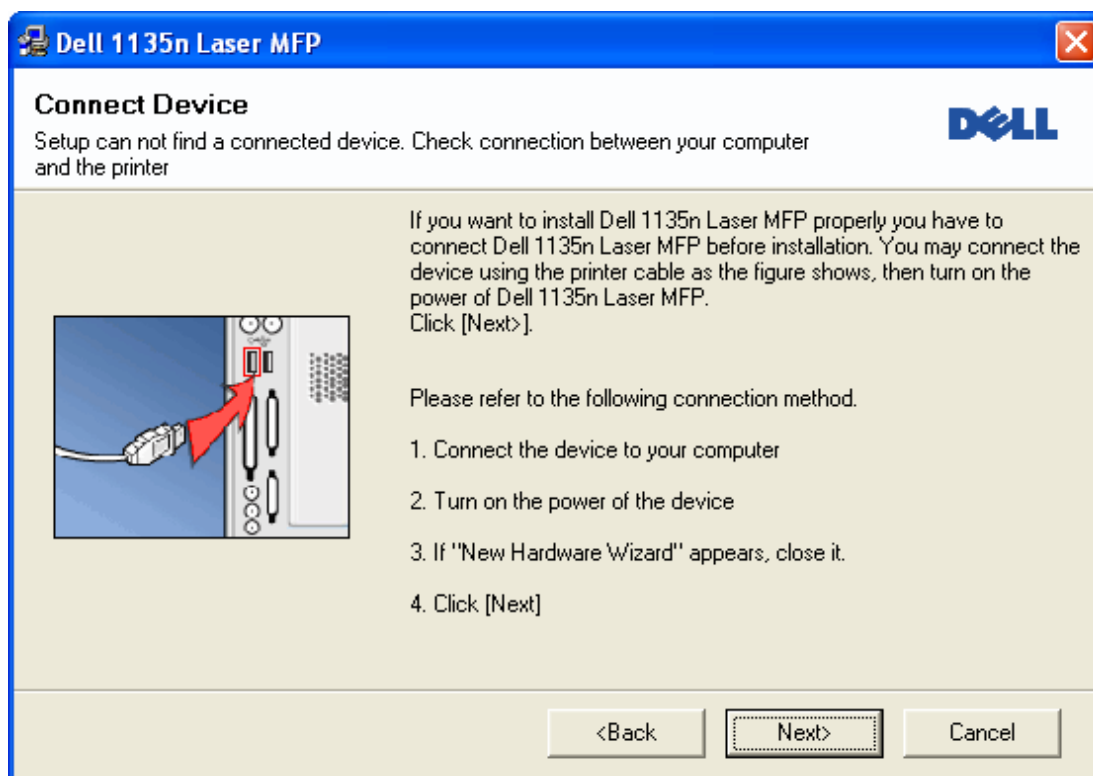 Dell 1135n Laser MFP
Connect Device
DELL
Setup can not find a connected device. Check connection between your computer
and the printer
If you want to install Dell 1135n Laser MFP properly you have to
connect Dell 1135n Laser MFP before installation. You may connect the
device using the printer cable as the figure shows, then turn on the
power of Dell 1135n Laser MFP.
Click [Next>].
Please refer to the following connection method.
1. Connect the device to your computer
2. Turn on the power of the device
3. If "New Hardware Wizard" appears, close it.
4. Click [Next]
<Back
Next>
Cancel